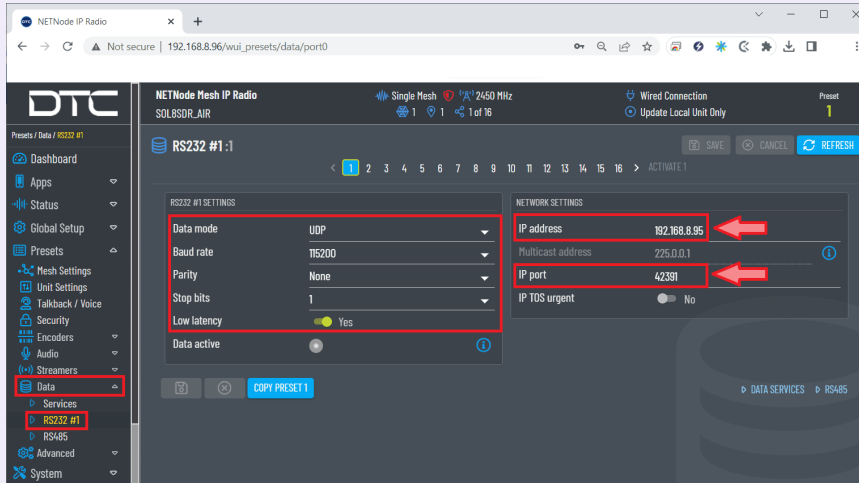 NETNode IP Radio
Not secure | 192.168.8.96/wui_presets/data/port0
DTC
NETNode Mesh IP Radio
SOL8SDR_AIR
Single Mesh 2450 MHz
1 1 1 of 16
Wired Connection
Update Local Unit Only
Preset
1
Presets / Data / RS232 #1
Dashboard
Apps
Status
Global Setup
Presets
Mesh Settings
Unit Settings
Talkback / Voice
Security
Encoders
Audio
Streamers
Data
Services
RS232 #1
RS485
Advanced
System
RS232 #1 :1
SAVE CANCEL REFRESH
< 1 2 3 4 5 6 7 8 9 10 11 12 13 14 15 16 > ACTIVATE 1
RS232 #1 SETTINGS
Data mode UDP
Baud rate 115200
Parity None
Stop bits 1
Low latency Yes
Data active
COPY PRESET 1
NETWORK SETTINGS
IP address 192.168.8.95
Multicast address 225.0.0.1
IP port 42391
IP TOS urgent No
DATA SERVICES RS485